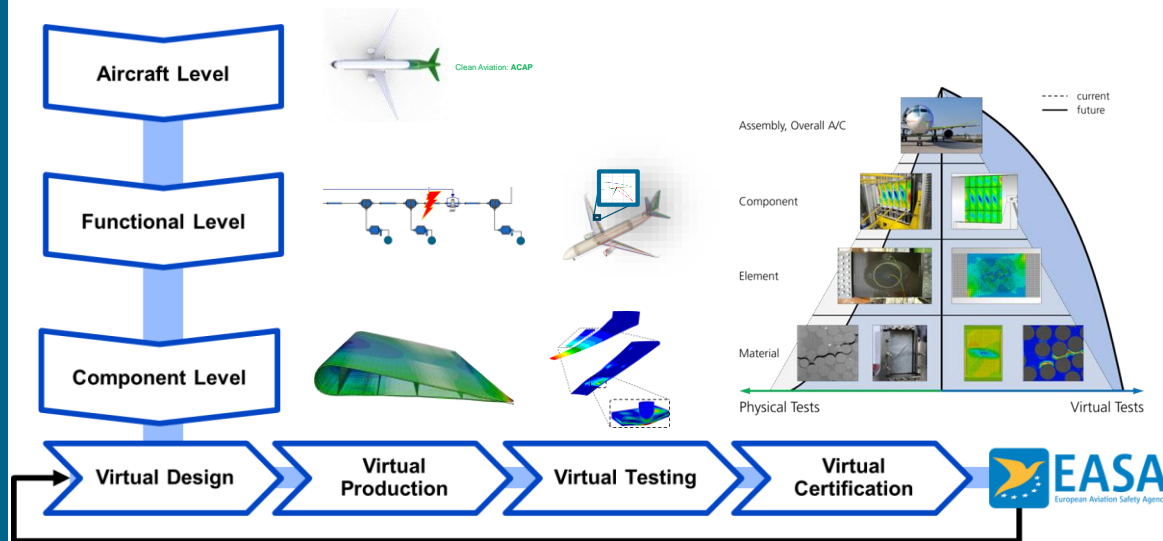 Aircraft Level
Clean Aviation: ACAP
Functional Level
Component Level
current
future
Assembly, Overall A/C
Component
Element
Material
Physical Tests
Virtual Tests
Virtual Design
Virtual
Production
Virtual Testing
Virtual
Certification
EASA
European Aviation Safety Agenc